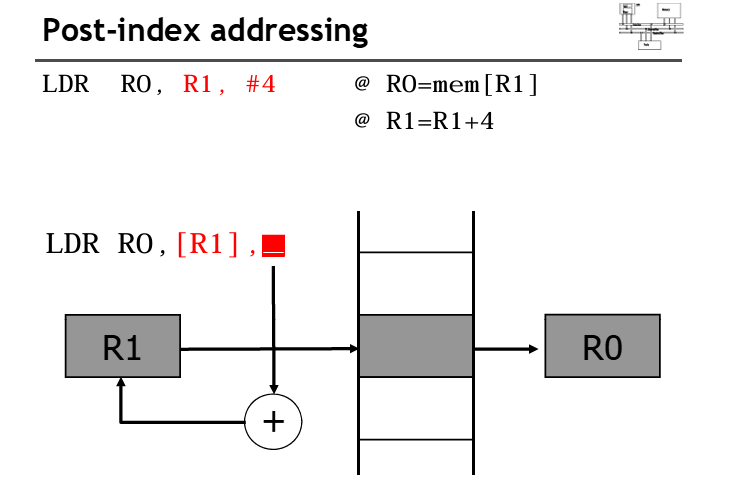 Post-index addressing
LDR R0, R1, #4 @ R0=mem[R1]
@ R1=R1+4
LDR R0,[R1],
R1
R0
+